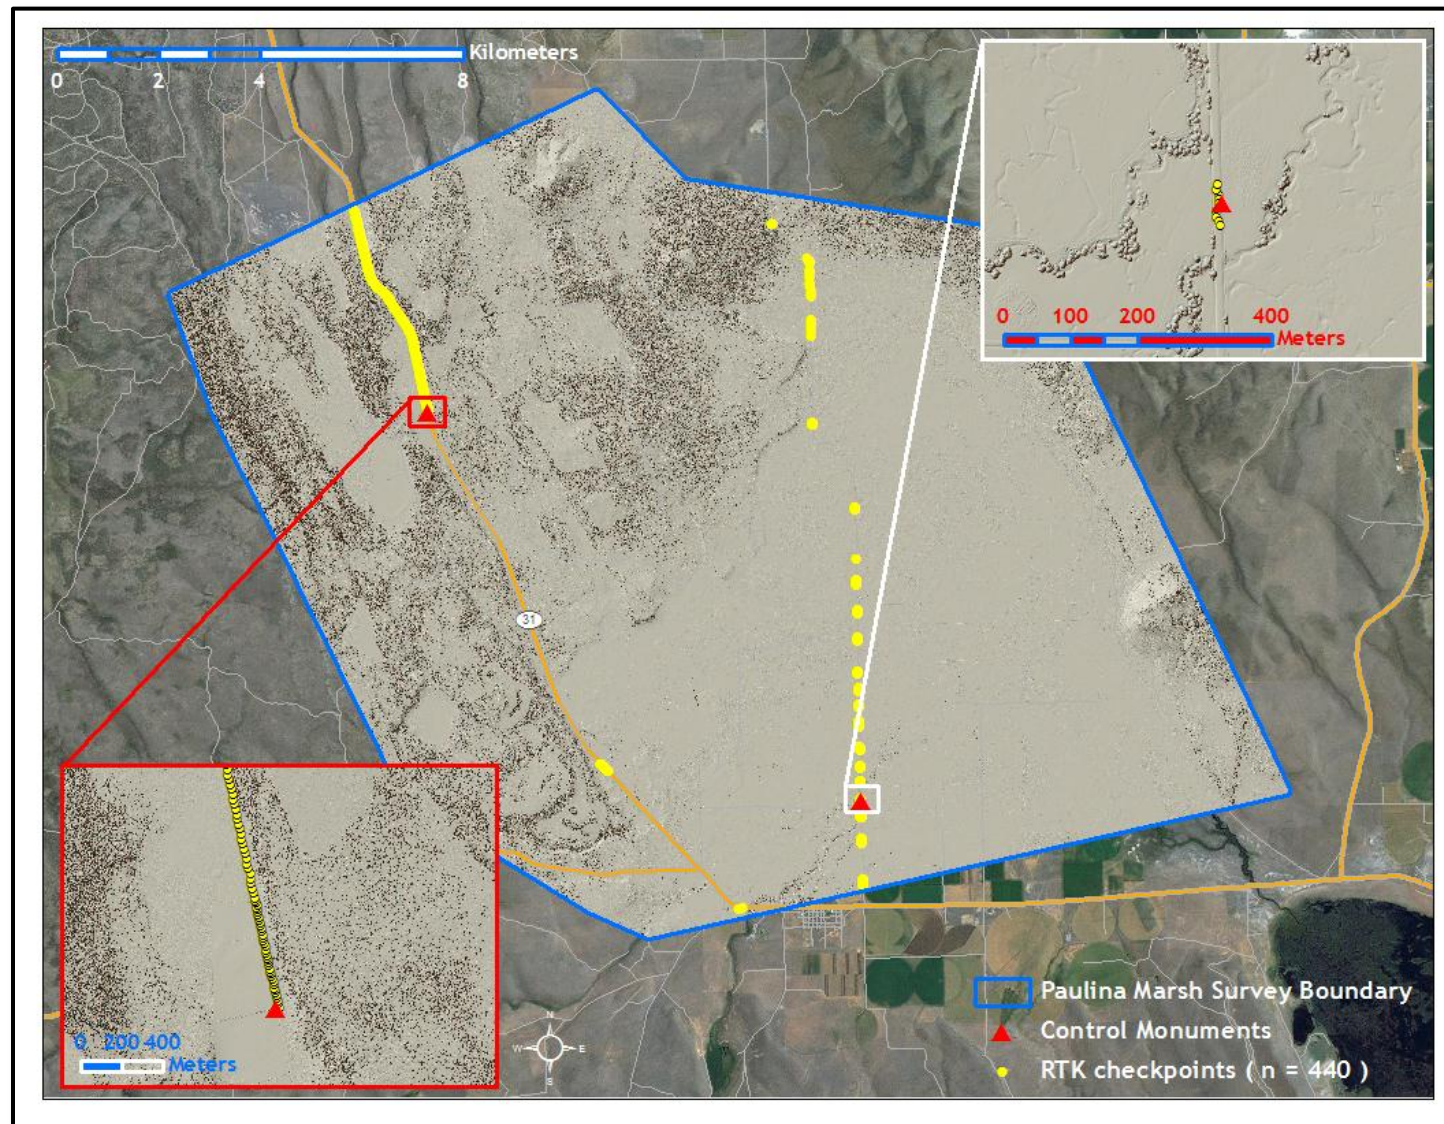 Kilometers
0 2 4 8
0 100 200 400
Meters
31
0 200 400
Meters
N
W E
S
Paulina Marsh Survey Boundary
Control Monuments
RTK checkpoints ( n = 440 )